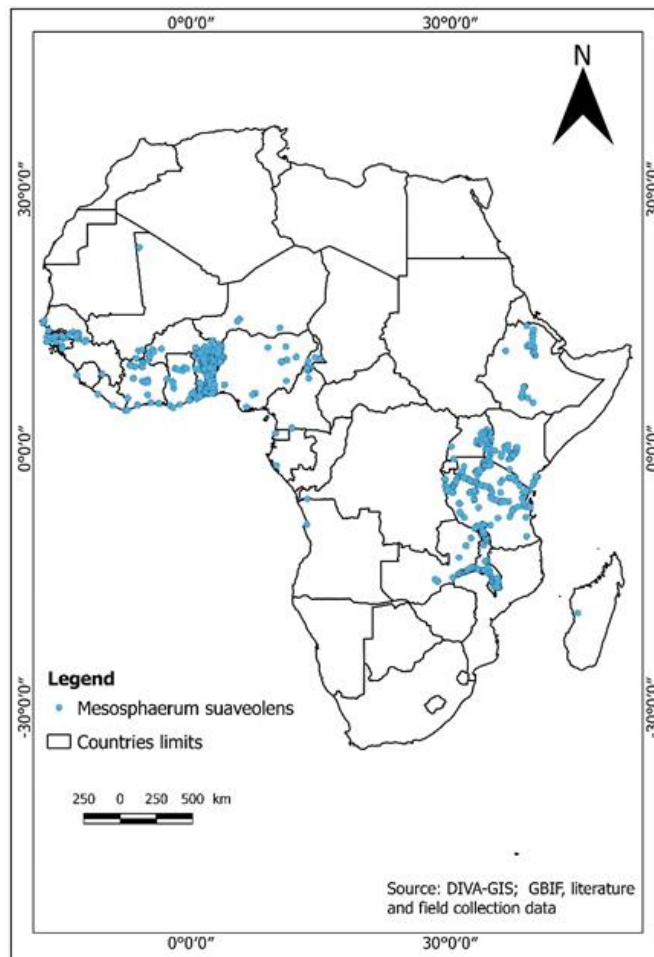 0°0'0"
30°0'0"
N
30°0'0"
30°0'0"
0°0'0"
0°0'0"
-30°0'0"
-30°0'0"
Legend
Mesosphaerum suaveolens
Countries limits
250 0 250 500 km
Source: DIVA-GIS; GBIF, literature
and field collection data
0°0'0"
30°0'0"